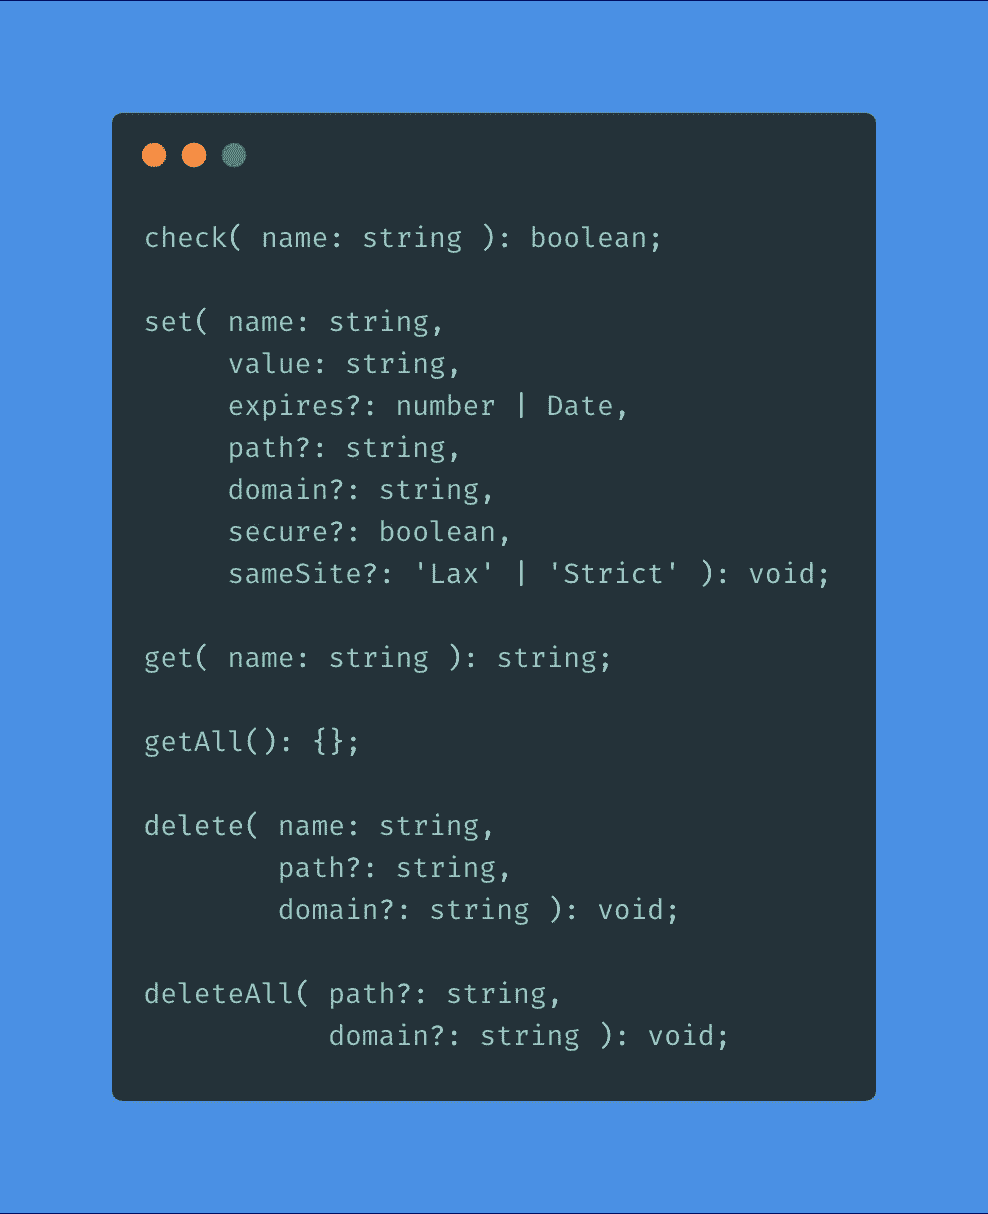 check( name: string ): boolean;
set( name: string,
value: string,
expires?: number | Date,
path?: string,
domain?: string,
secure?: boolean,
sameSite?: 'Lax' | 'Strict' ): void;
get( name: string ): string;
getAll(): {};
delete( name: string,
path?: string,
domain?: string ): void;
deleteAll( path?: string,
domain?: string ): void;